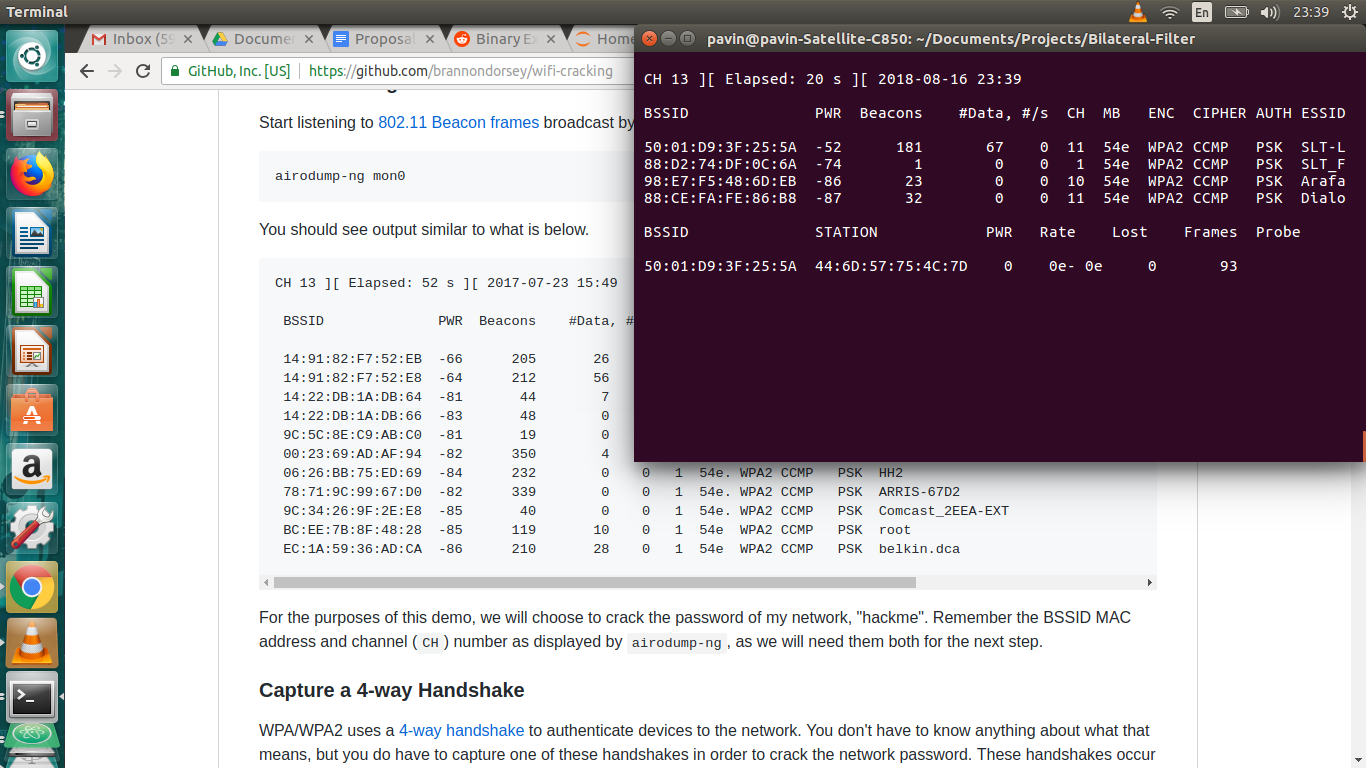 Terminal
En
23:39
Inbox (59
Documen
Proposal
Binary Ex
Home
GitHub, Inc. [US]
https://github.com/brannondorsey/wifi-cracking
Start listening to 802.11 Beacon frames broadcast by
airodump-ng mon0
You should see output similar to what is below.
CH 13 ][ Elapsed: 52 s ][ 2017-07-23 15:49
BSSID PWR Beacons #Data, #
14:91:82:F7:52:EB -66 205 26
14:91:82:F7:52:E8 -64 212 56
14:22:DB:1A:DB:64 -81 44 7
14:22:DB:1A:DB:66 -83 48 0
9C:5C:8E:C9:AB:C0 -81 19 0
00:23:69:AD:AF:94 -82 350 4
06:26:BB:75:ED:69 -84 232 0 0 1 54e. WPA2 CCMP PSK HH2
78:71:9C:99:67:D0 -82 339 0 0 1 54e. WPA2 CCMP PSK ARRIS-67D2
9C:34:26:9F:2E:E8 -85 40 0 0 1 54e. WPA2 CCMP PSK Comcast_2EEA-EXT
BC:EE:7B:8F:48:28 -85 119 10 0 1 54e WPA2 CCMP PSK root
EC:1A:59:36:AD:CA -86 210 28 0 1 54e WPA2 CCMP PSK belkin.dca
For the purposes of this demo, we will choose to crack the password of my network, "hackme". Remember the BSSID MAC
address and channel ( CH ) number as displayed by airodump-ng , as we will need them both for the next step.
Capture a 4-way Handshake
WPA/WPA2 uses a 4-way handshake to authenticate devices to the network. You don't have to know anything about what that
means, but you do have to capture one of these handshakes in order to crack the network password. These handshakes occur
pavin@pavin-Satellite-C850: ~/Documents/Projects/Bilateral-Filter
CH 13 ][ Elapsed: 20 s ][ 2018-08-16 23:39
BSSID PWR Beacons #Data, #/s CH MB ENC CIPHER AUTH ESSID
50:01:D9:3F:25:5A -52 181 67 0 11 54e WPA2 CCMP PSK SLT-L
88:D2:74:DF:0C:6A -74 1 0 0 1 54e WPA2 CCMP PSK SLT_F
98:E7:F5:48:6D:EB -86 23 0 0 10 54e WPA2 CCMP PSK Arafa
88:CE:FA:FE:86:B8 -87 32 0 0 11 54e WPA2 CCMP PSK Dialo
BSSID STATION PWR Rate Lost Frames Probe
50:01:D9:3F:25:5A 44:6D:57:75:4C:7D 0 0e- 0e 0 93